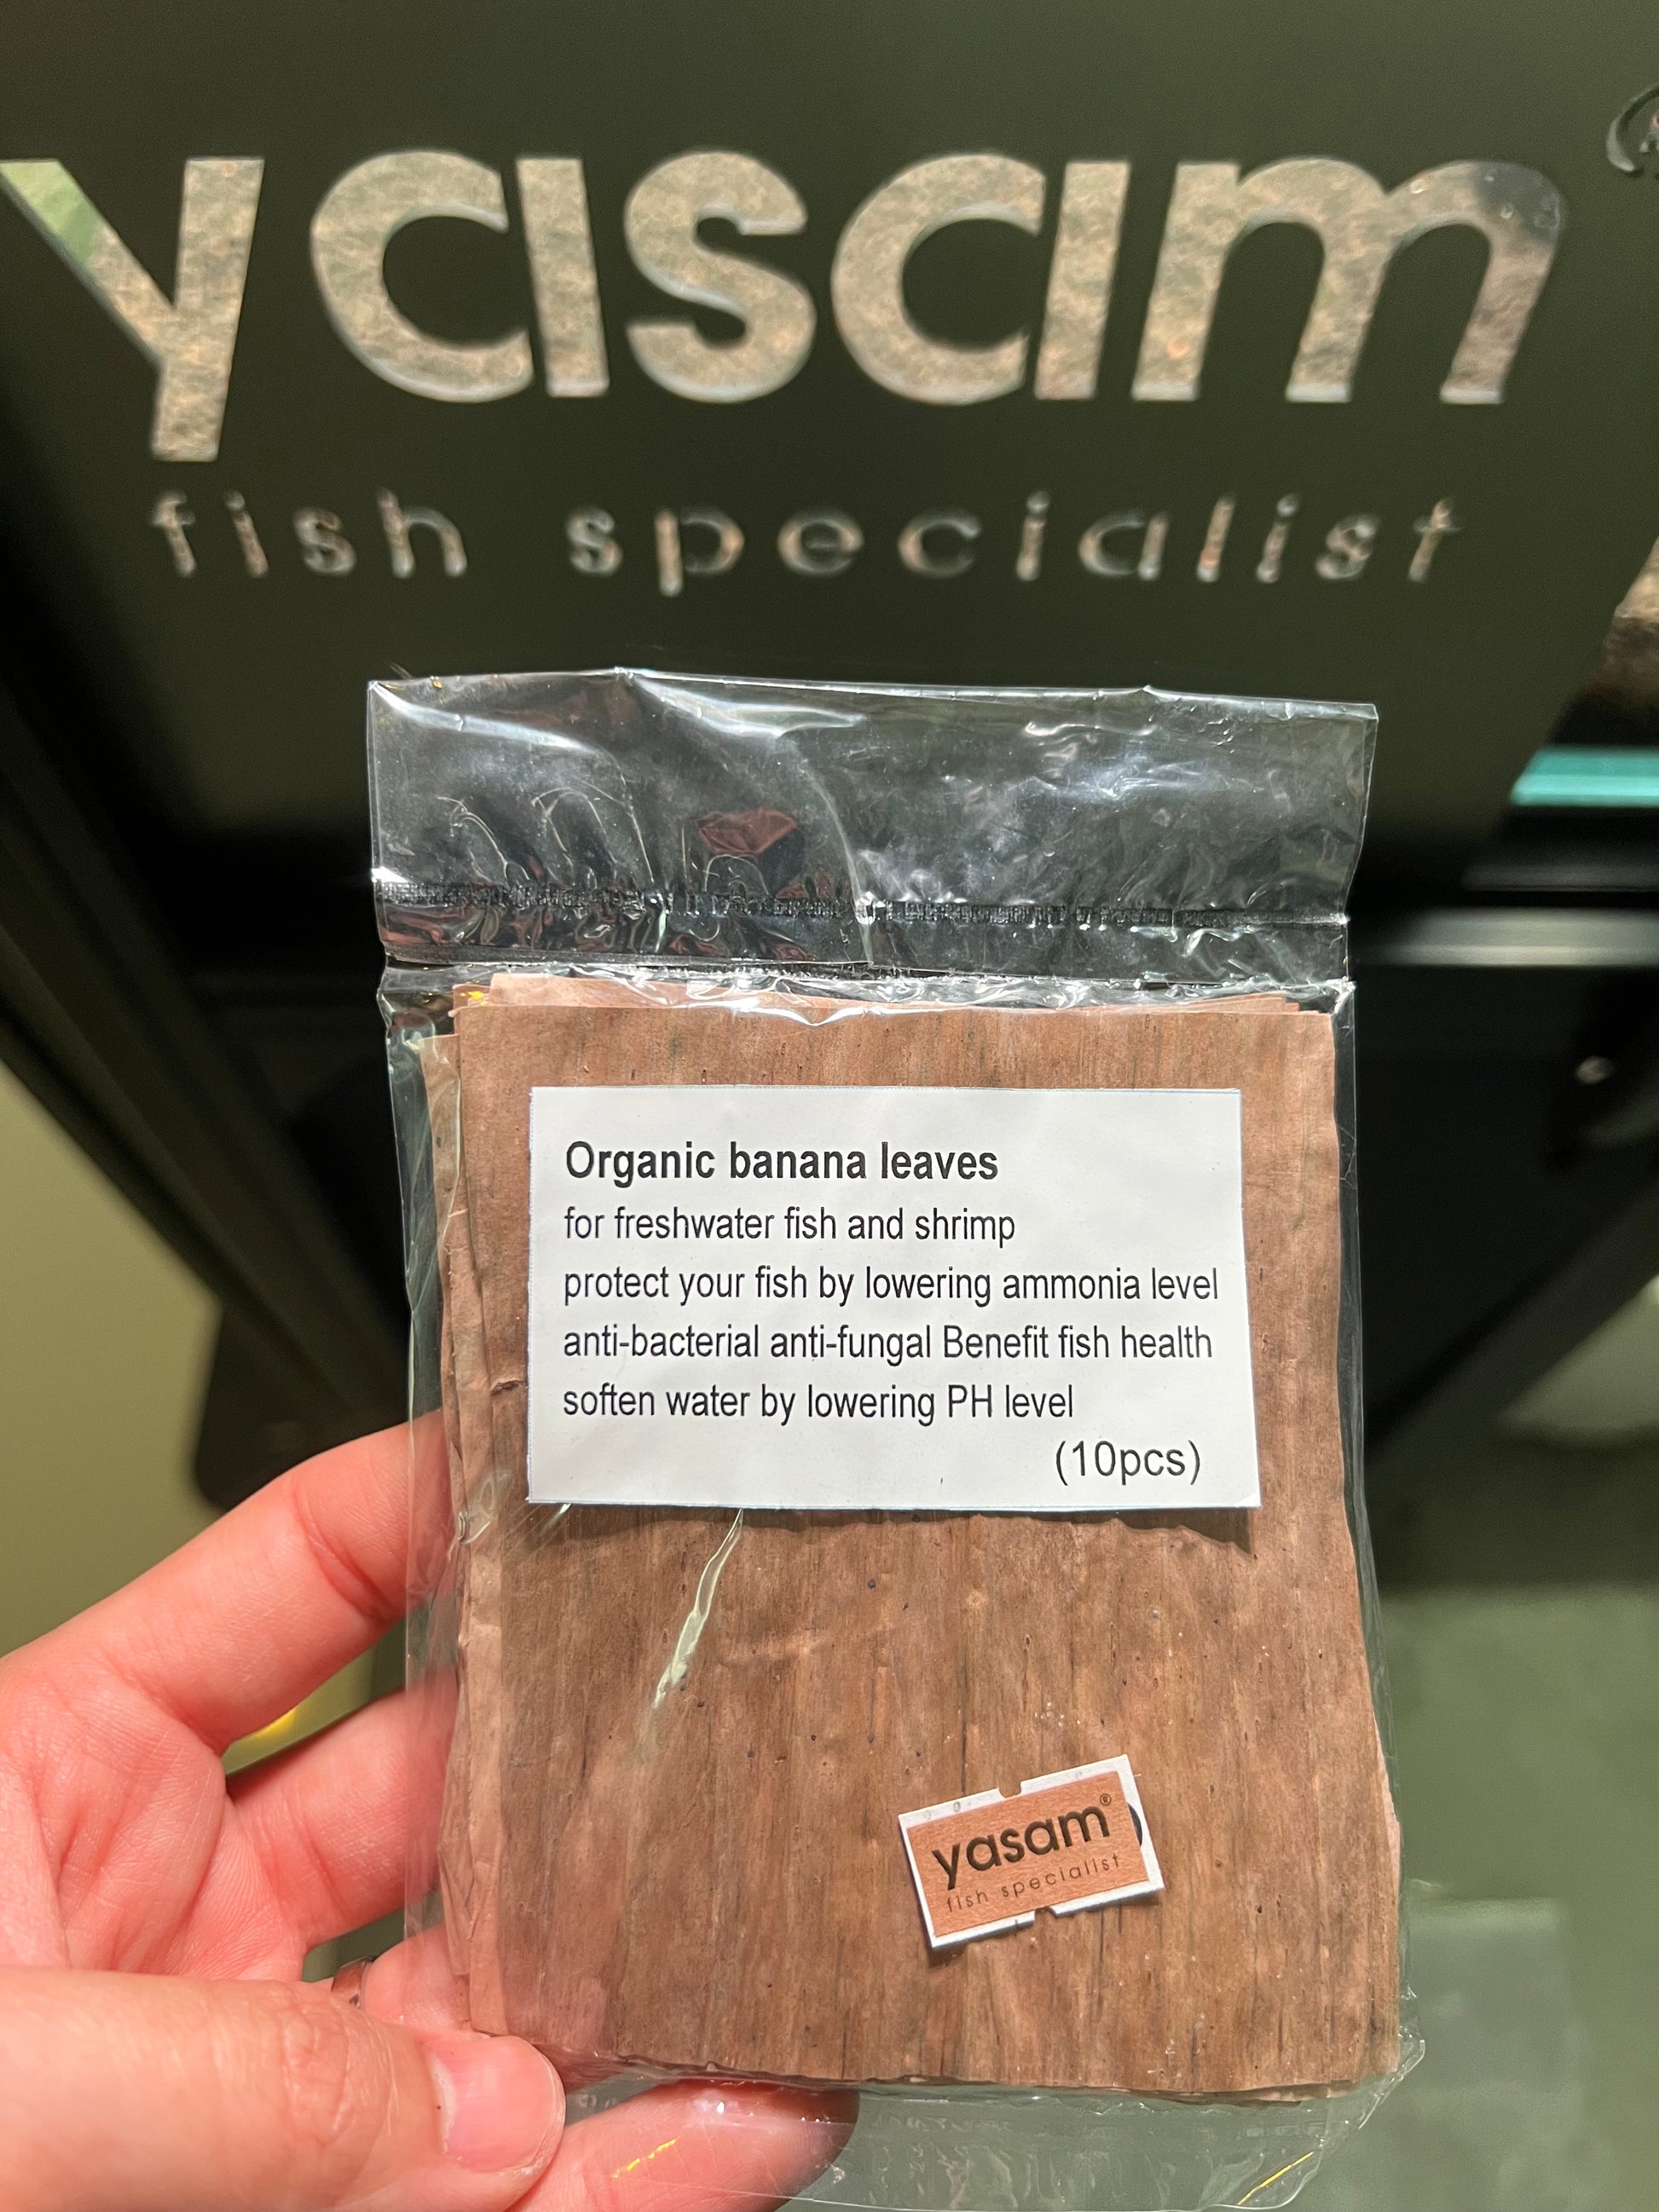 yasam
fish specialist
Organic banana leaves
for freshwater fish and shrimp
protect your fish by lowering ammonia level
anti-bacterial anti-fungal Benefit fish health
soften water by lowering PH level
(10pcs)
yasam®
fish specialist